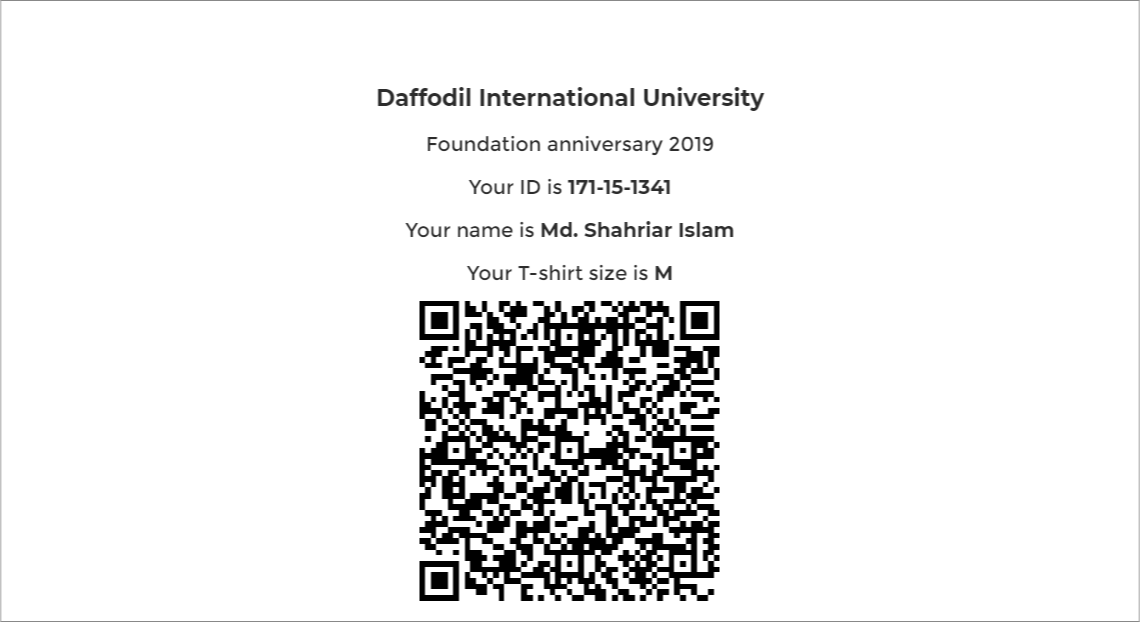 Daffodil International University
Foundation anniversary 2019
Your ID is 171-15-1341
Your name is Md. Shahriar Islam
Your T-shirt size is M